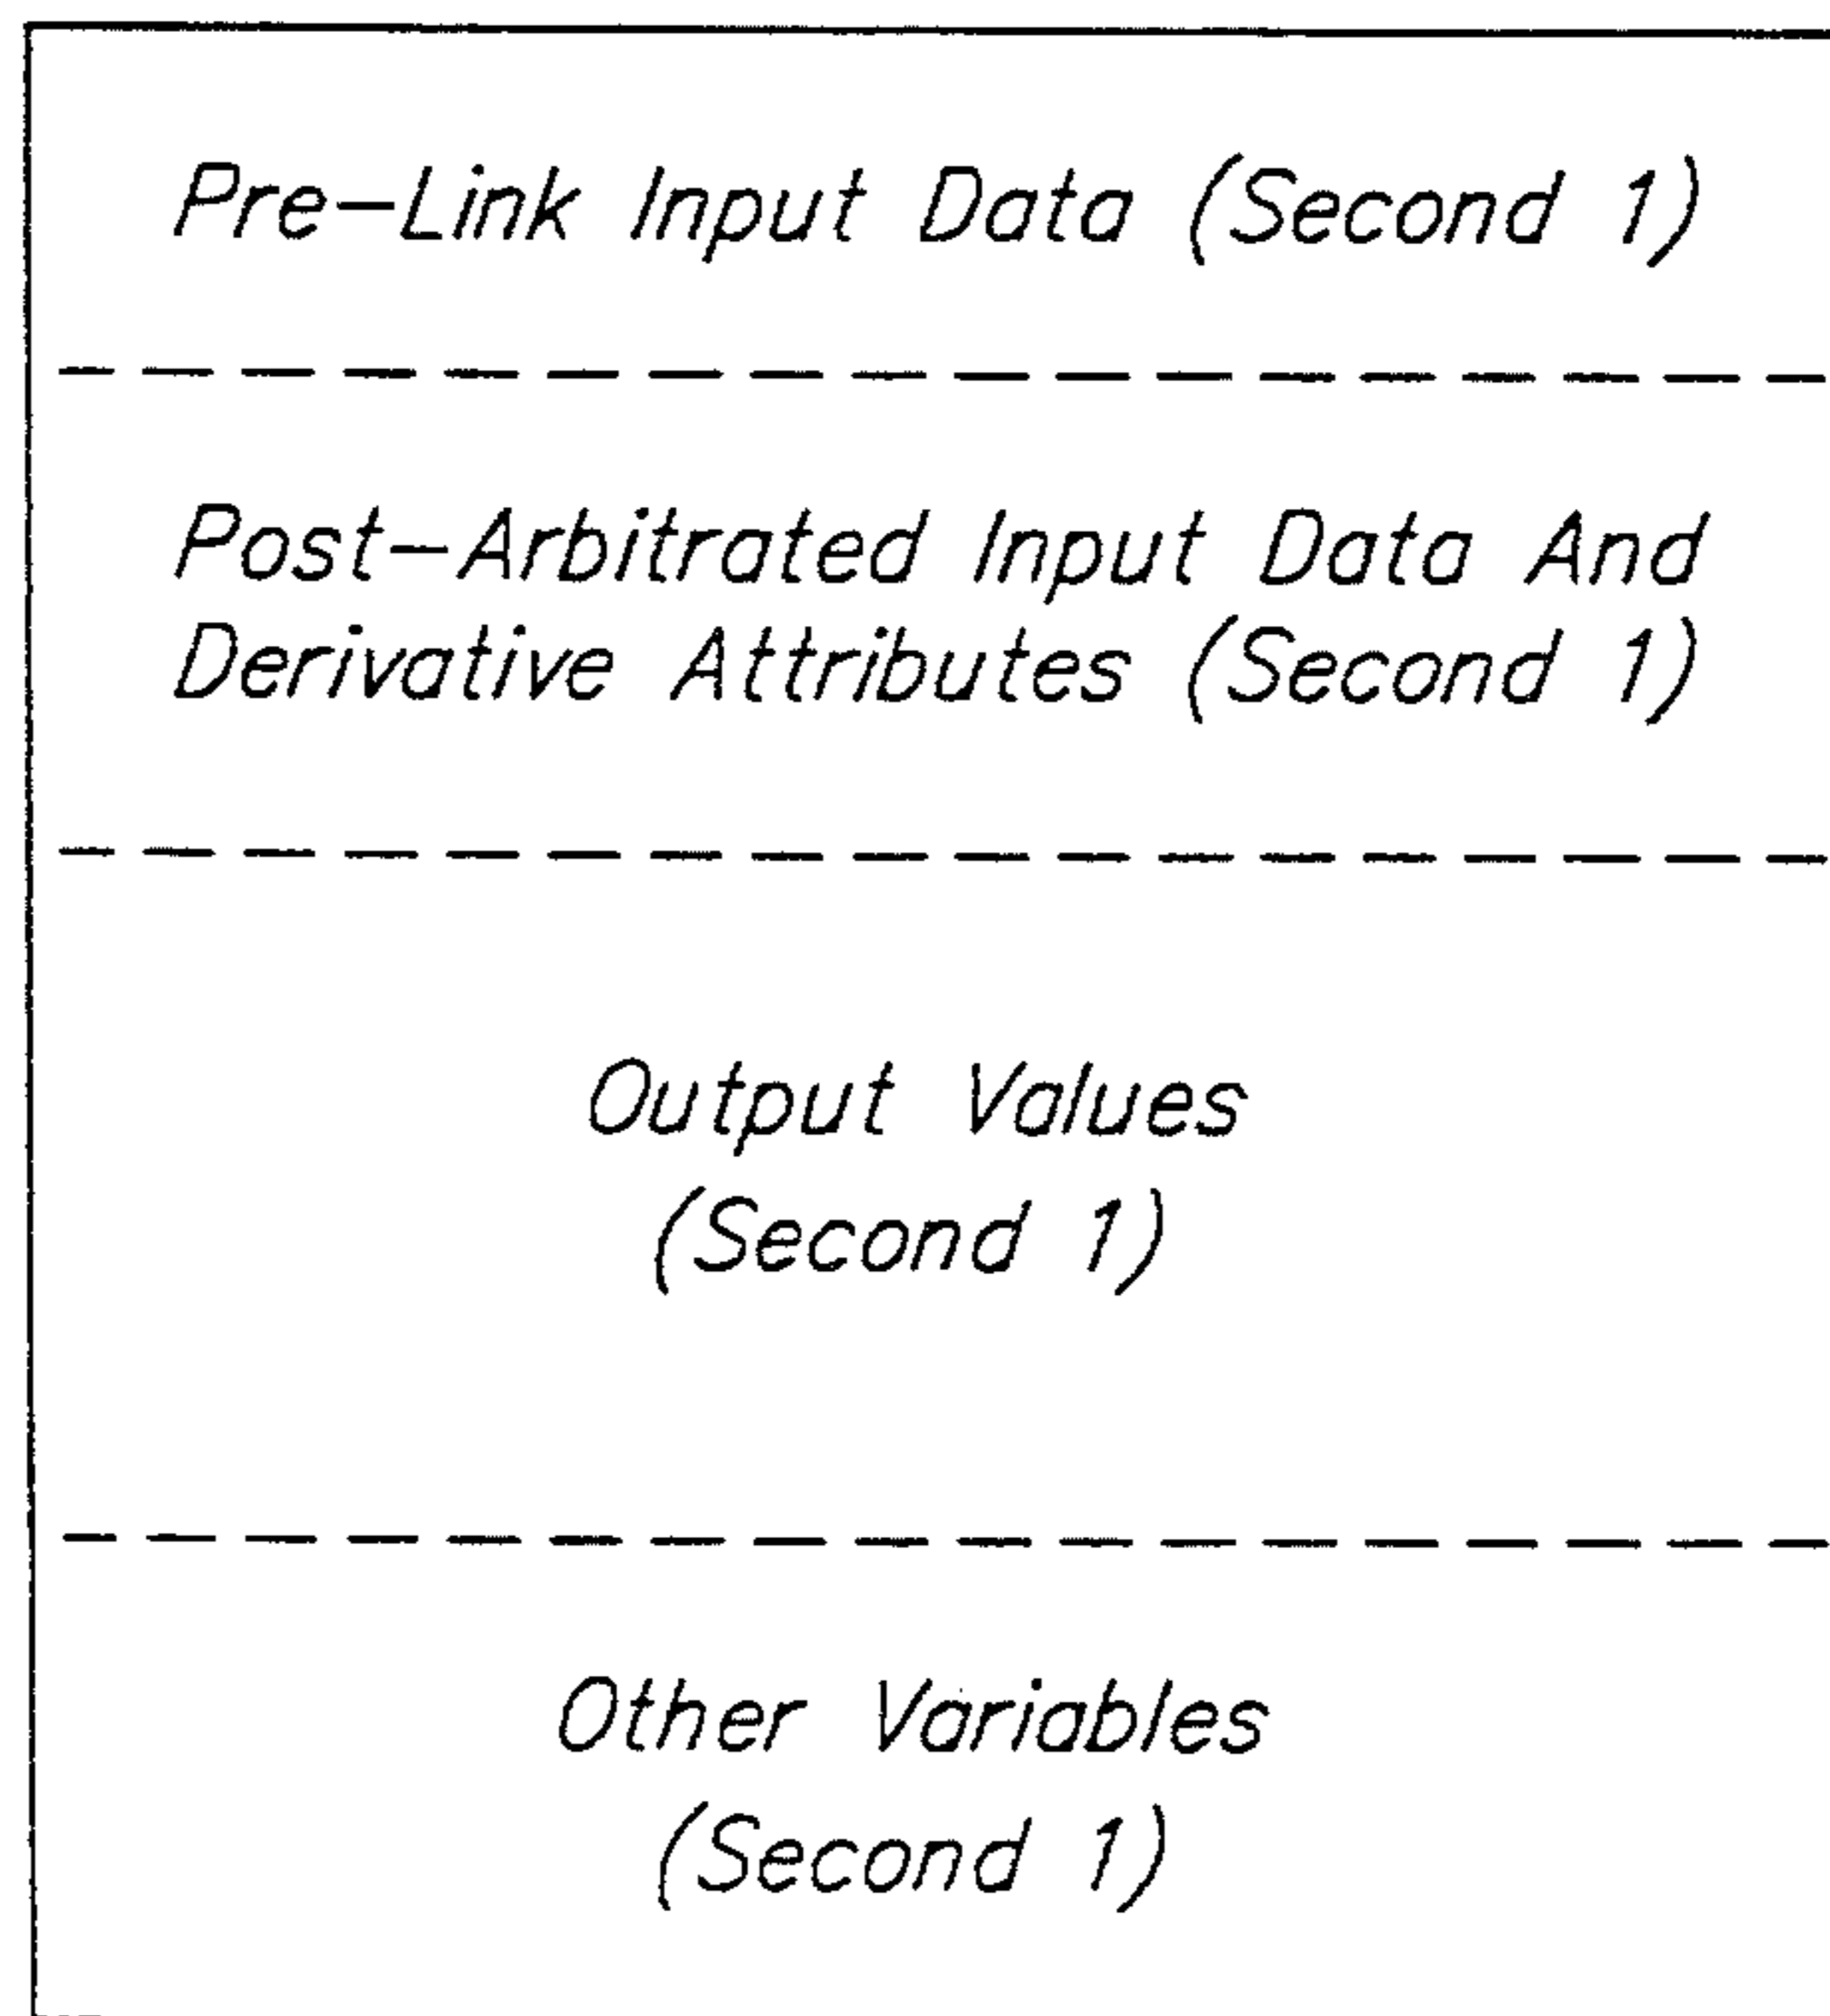 Pre-Link Input Data (Second 1)
Post-Arbitrated Input Data And
Derivative Attributes (Second 1)
Output Values
(Second 1)
Other Variables
(Second 1)